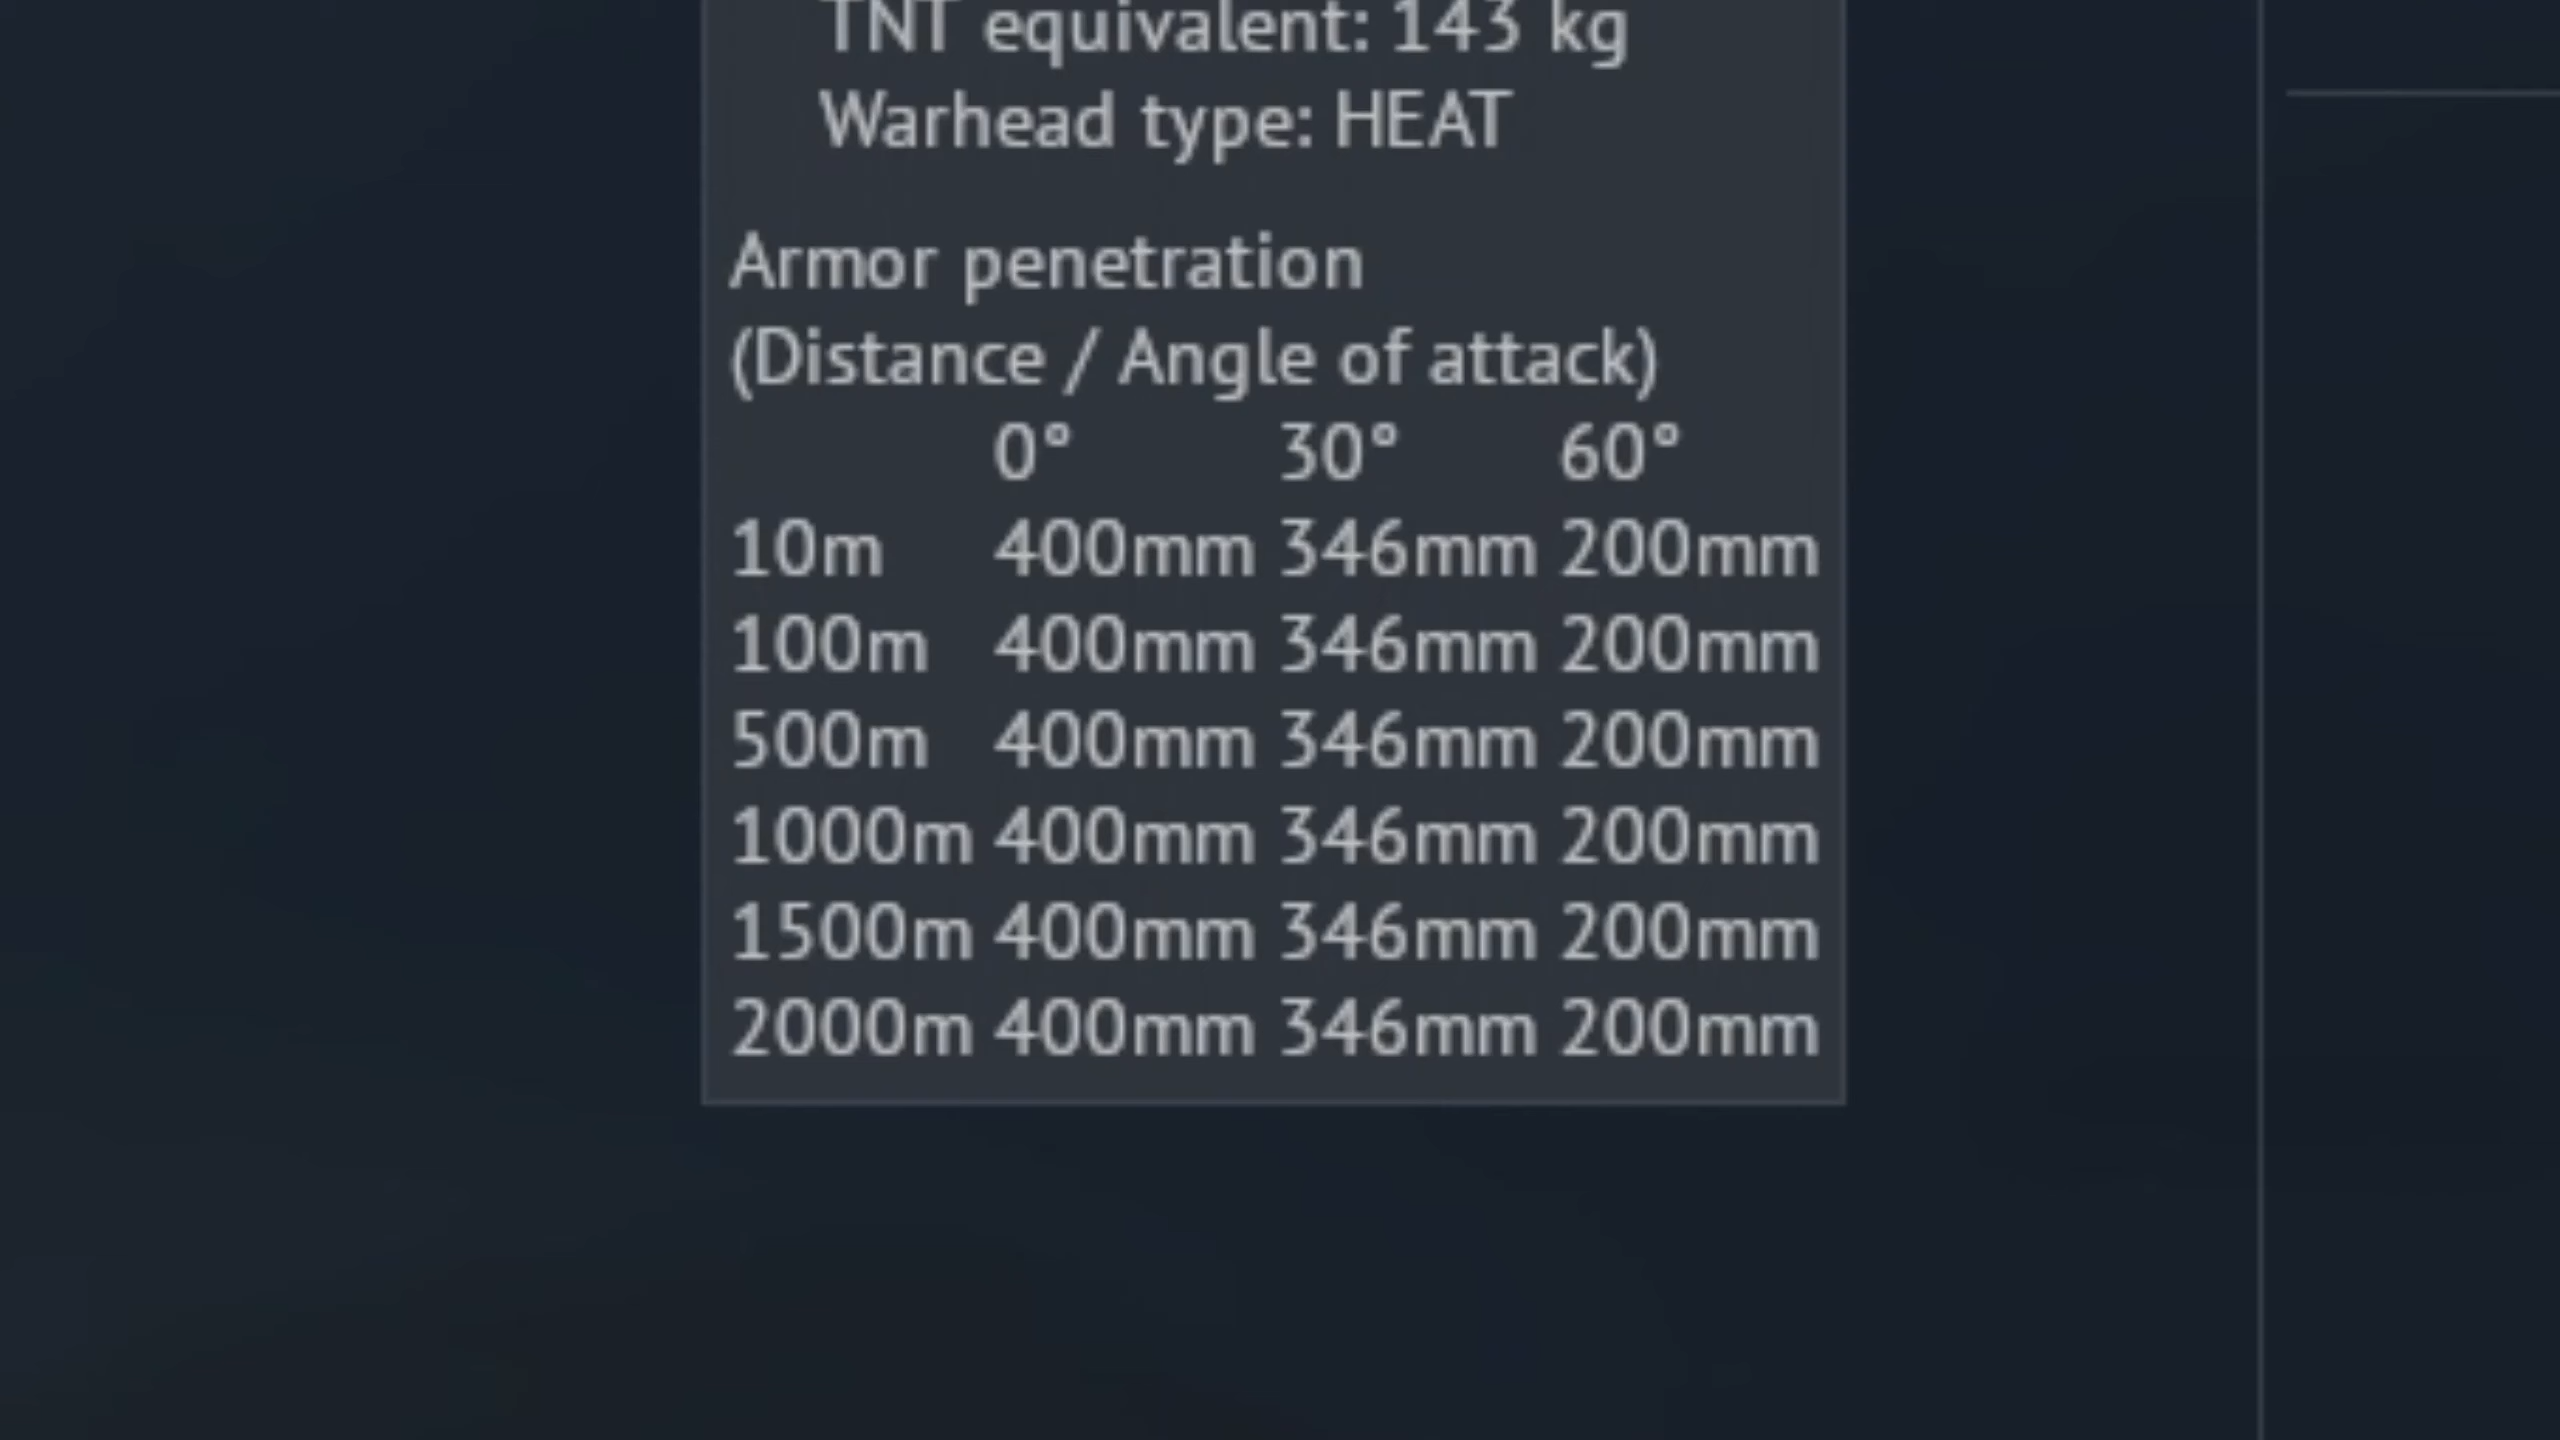 TNT equivalent: 143 kg
Warhead type: HEAT
Armor penetration
(Distance / Angle of attack)
0° 30° 60°
10m 400mm 346mm 200mm
100m 400mm 346mm 200mm
500m 400mm 346mm 200mm
1000m 400mm 346mm 200mm
1500m 400mm 346mm 200mm
2000m 400mm 346mm 200mm